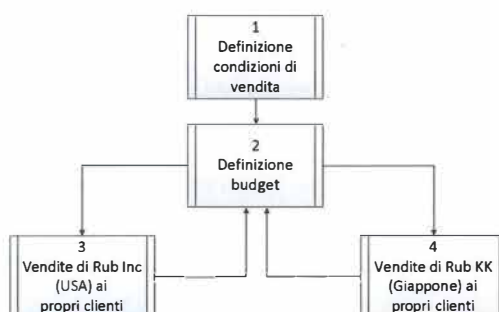 1
Definizione
condizioni di
vendita
2
Definizione
budget
3
Vendite di Rub Inc
(USA) ai
propri clienti
4
Vendite di Rub KK
(Giappone) ai
propri clienti